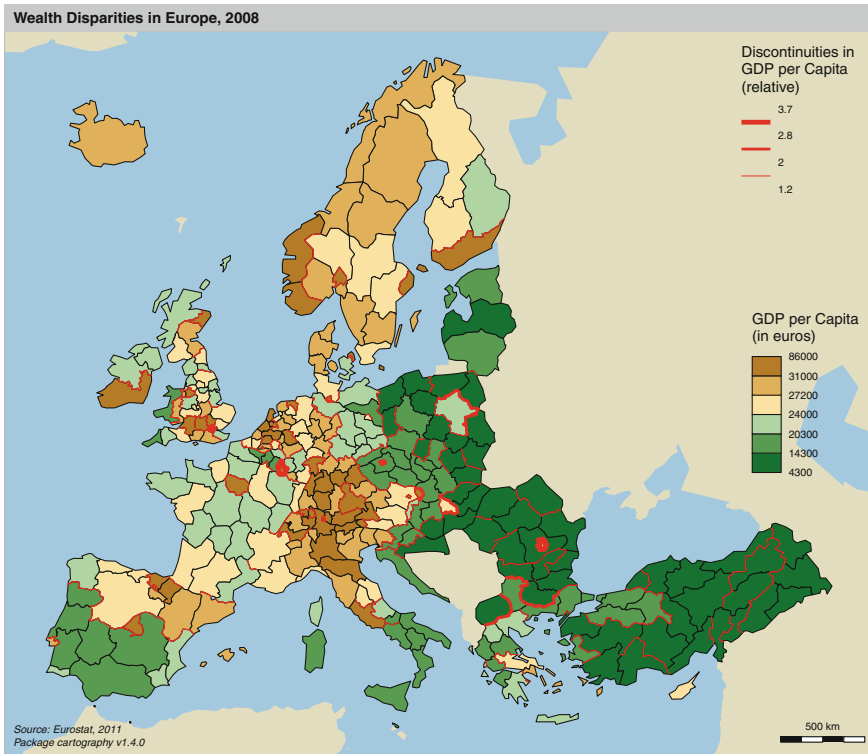 Wealth Disparities in Europe, 2008
Discontinuities in
GDP per Capita
(relative)
3.7
2.8
2
1.2
GDP per Capita
(in euros)
86000
31000
27200
24000
20300
14300
4300
Source: Eurostat, 2011
Package cartography v1.4.0
500 km